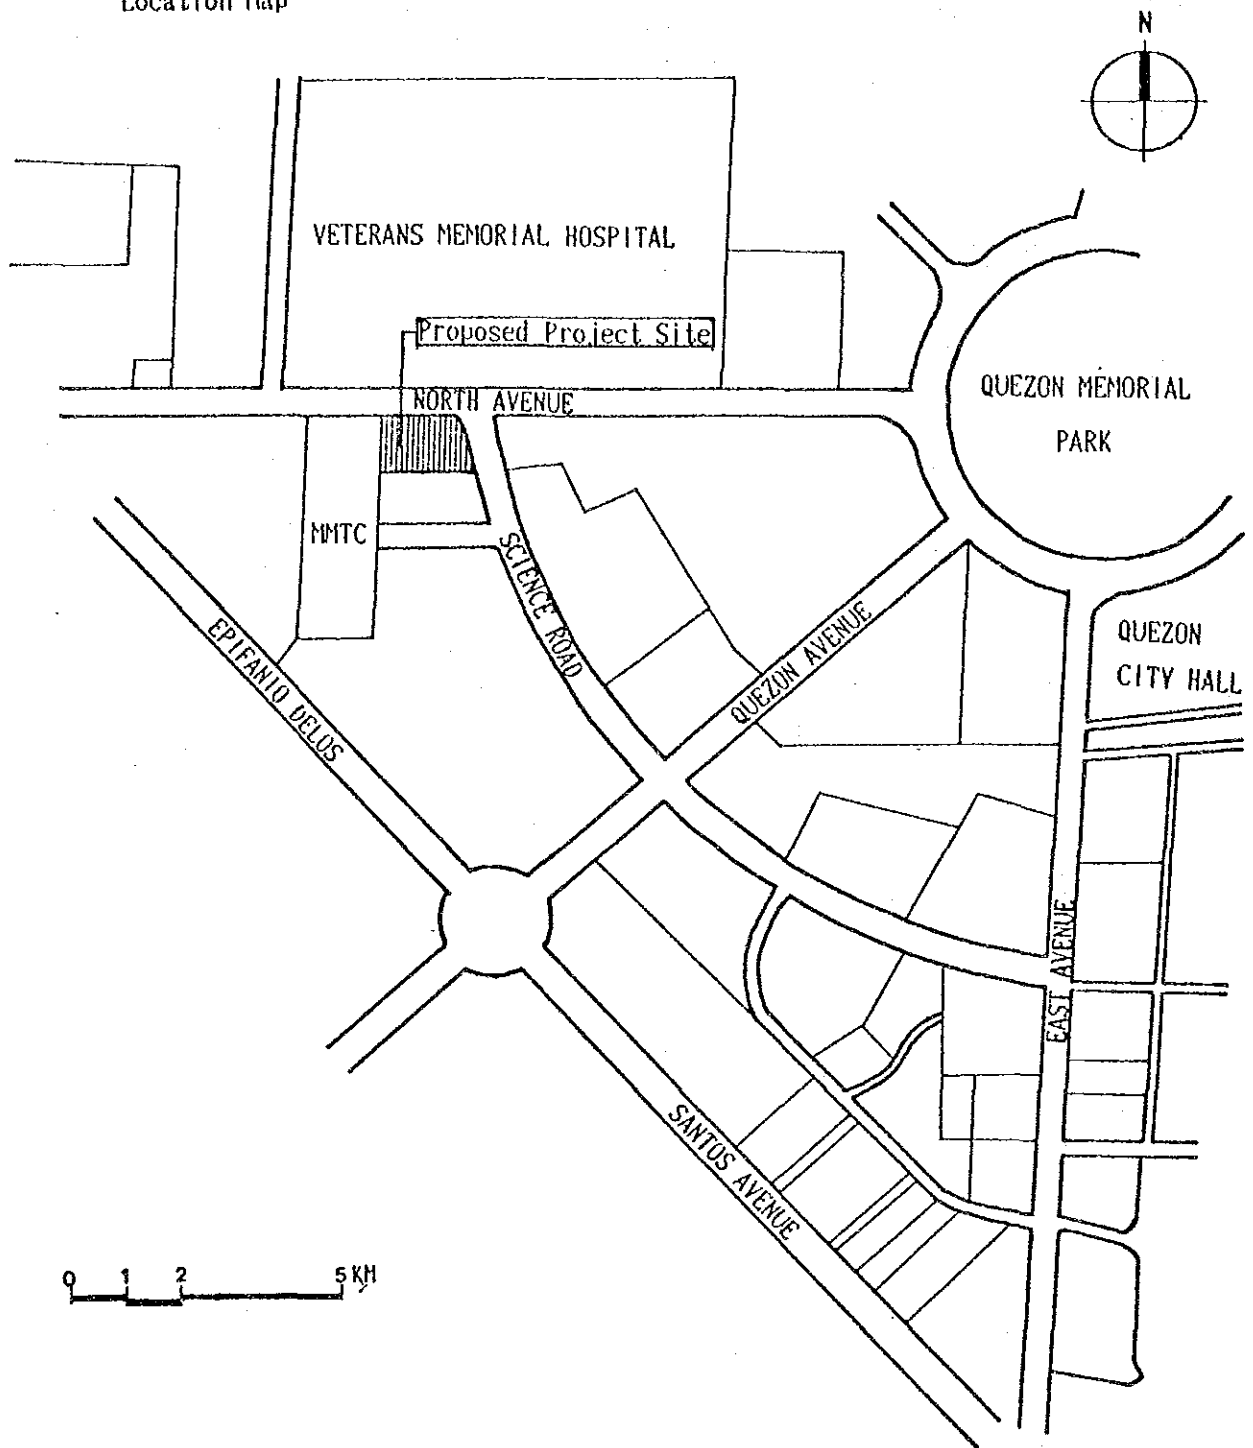 Location Map
N
VETERANS MEMORIAL HOSPITAL
Proposed Project Site
NORTH AVENUE
QUEZON MEMORIAL
PARK
MMTC
SCIENCE ROAD
EPIFANIO DELOS
QUEZON AVENUE
QUEZON
CITY HALL
EAST AVENUE
SANTOS AVENUE
0 1 2 5 KM